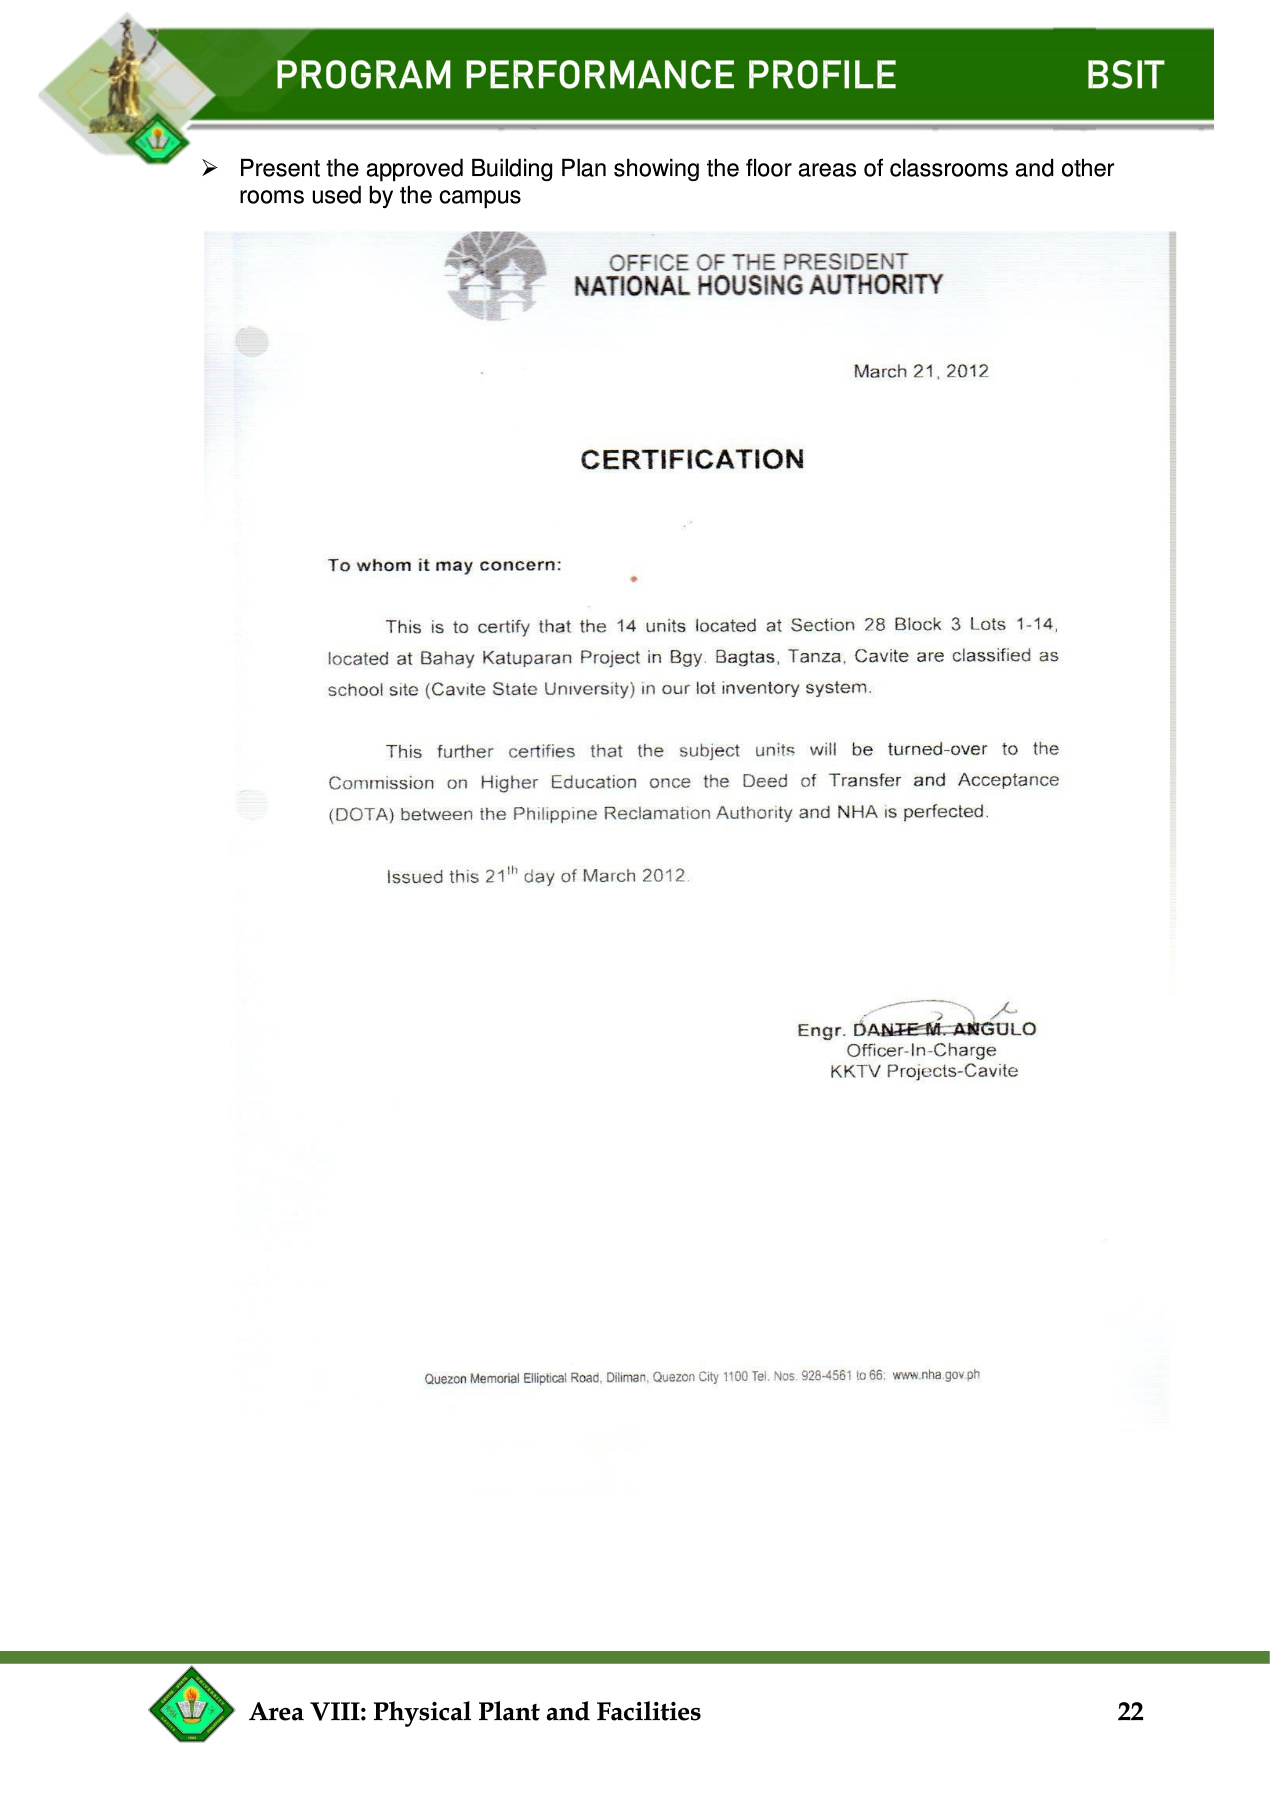 PROGRAM PERFORMANCE PROFILE BSIT
➢ Present the approved Building Plan showing the floor areas of classrooms and other
rooms used by the campus
OFFICE OF THE PRESIDENT
NATIONAL HOUSING AUTHORITY
March 21, 2012
CERTIFICATION
To whom it may concern:
This is to certify that the 14 units located at Section 28 Block 3 Lots 1-14,
located at Bahay Katuparan Project in Bgy. Bagtas, Tanza, Cavite are classified as
school site (Cavite State University) in our lot inventory system.
This further certifies that the subject units will be turned-over to the
Commission on Higher Education once the Deed of Transfer and Acceptance
(DOTA) between the Philippine Reclamation Authority and NHA is perfected.
Issued this 21th day of March 2012.
Engr. DANTE M. ANGULO
Officer-In-Charge
KKTV Projects-Cavite
Quezon Memorial Elliptical Road, Diliman, Quezon City 1100 Tel. Nos. 928-4561 to 66; www.nha.gov.ph
Area VIII: Physical Plant and Facilities 22